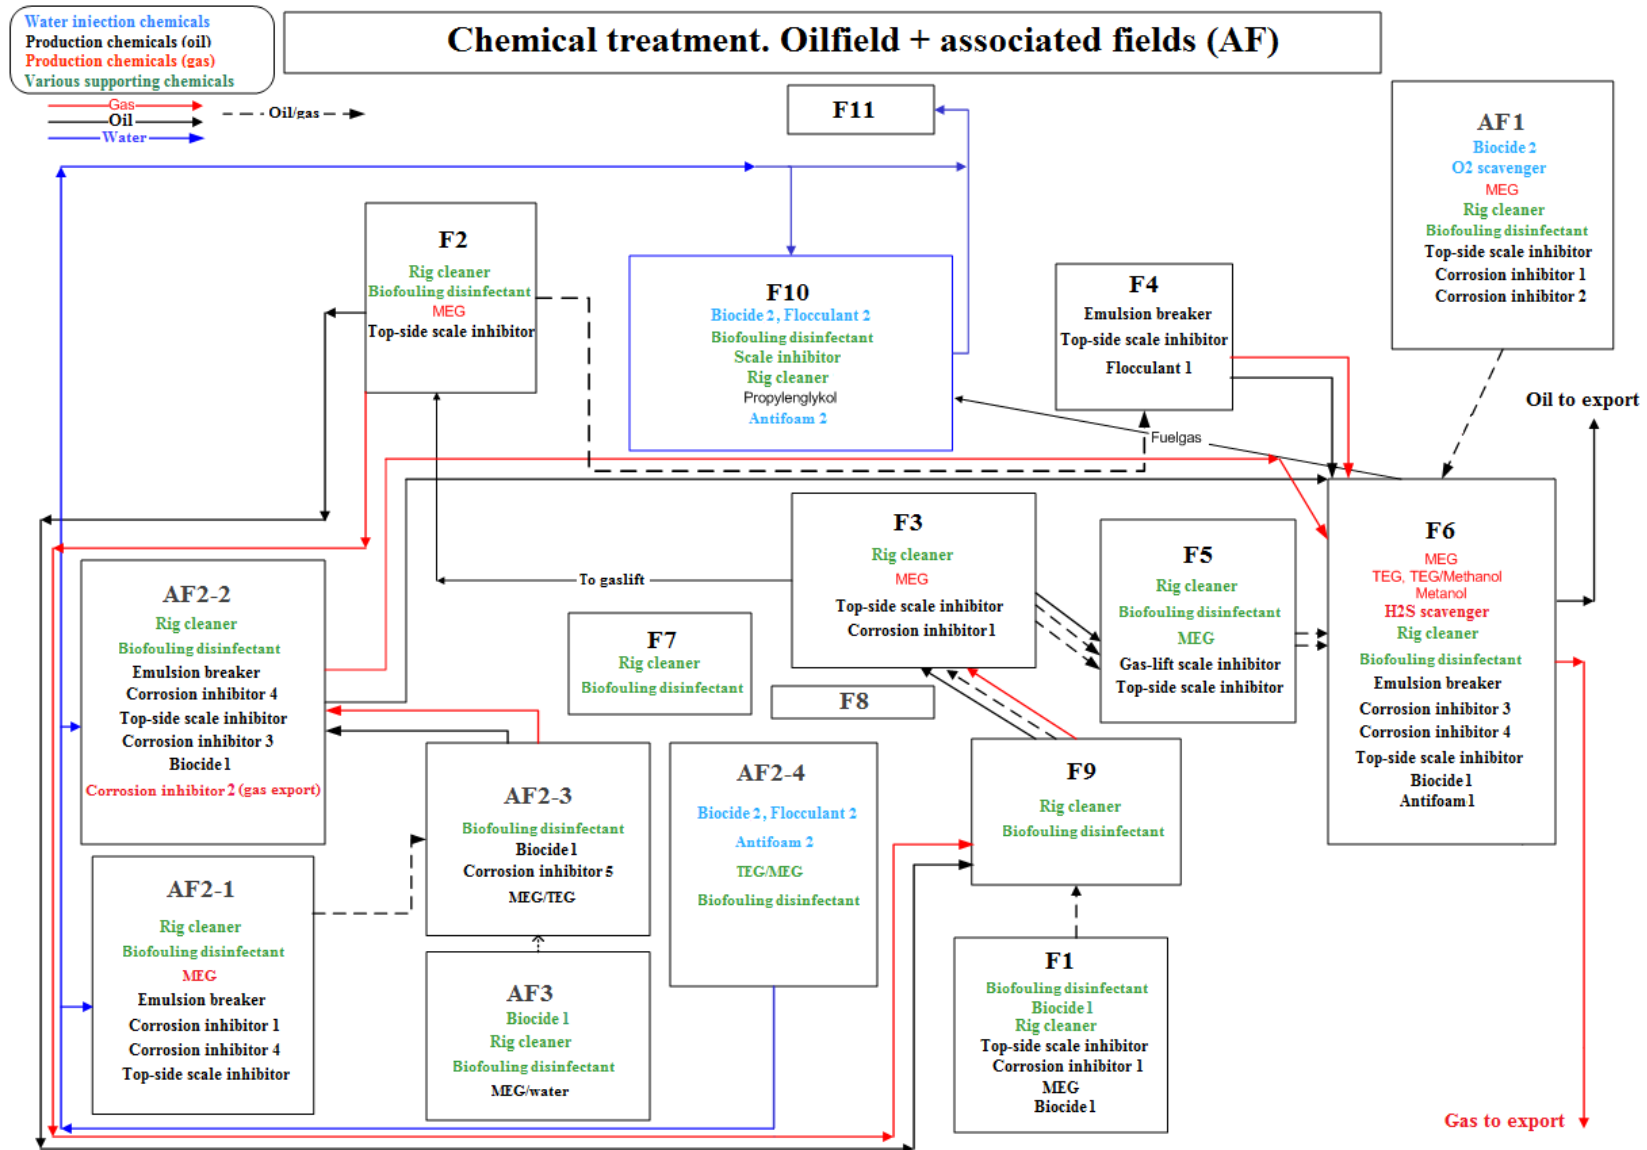 Water injection chemicals
Production chemicals (oil)
Production chemicals (gas)
Various supporting chemicals
Chemical treatment. Oilfield + associated fields (AF)
Gas
Oil
Water
Oil/gas
F11
AF1
Biocide 2
O2 scavenger
MEG
Rig cleaner
Biofouling disinfectant
Top-side scale inhibitor
Corrosion inhibitor 1
Corrosion inhibitor 2
F2
Rig cleaner
Biofouling disinfectant
MEG
Top-side scale inhibitor
F10
Biocide 2, Flocculant 2
Biofouling disinfectant
Scale inhibitor
Rig cleaner
Propylenglykol
Antifoam 2
F4
Emulsion breaker
Top-side scale inhibitor
Flocculant 1
Fuelgas
Oil to export
F3
Rig cleaner
MEG
Top-side scale inhibitor
Corrosion inhibitor 1
To gaslift
F5
Rig cleaner
Biofouling disinfectant
MEG
Gas-lift scale inhibitor
Top-side scale inhibitor
F6
MEG
TEG, TEG/Methanol
Metanol
H2S scavenger
Rig cleaner
Biofouling disinfectant
Emulsion breaker
Corrosion inhibitor 3
Corrosion inhibitor 4
Top-side scale inhibitor
Biocide 1
Antifoam 1
AF2-2
Rig cleaner
Biofouling disinfectant
Emulsion breaker
Corrosion inhibitor 4
Top-side scale inhibitor
Corrosion inhibitor 3
Biocide 1
Corrosion inhibitor 2 (gas export)
F7
Rig cleaner
Biofouling disinfectant
F8
AF2-3
Biofouling disinfectant
Biocide 1
Corrosion inhibitor 5
MEG/TEG
AF2-4
Biocide 2, Flocculant 2
Antifoam 2
TEG/MEG
Biofouling disinfectant
F9
Rig cleaner
Biofouling disinfectant
AF2-1
Rig cleaner
Biofouling disinfectant
MEG
Emulsion breaker
Corrosion inhibitor 1
Corrosion inhibitor 4
Top-side scale inhibitor
AF3
Biocide 1
Rig cleaner
Biofouling disinfectant
MEG/water
F1
Biofouling disinfectant
Biocide 1
Rig cleaner
Top-side scale inhibitor
Corrosion inhibitor 1
MEG
Biocide 1
Gas to export